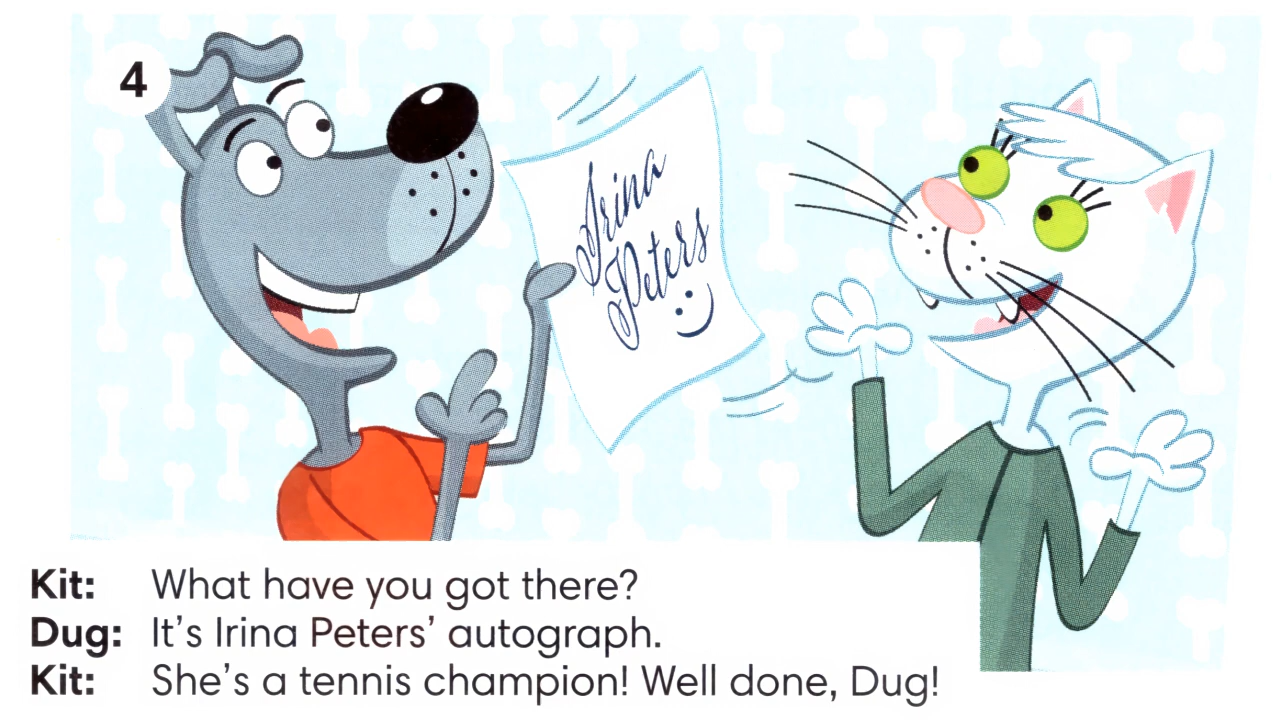 4
Irina
Peters
:)
Kit: What have you got there?
Dug: It's Irina Peters' autograph.
Kit: She's a tennis champion! Well done, Dug!